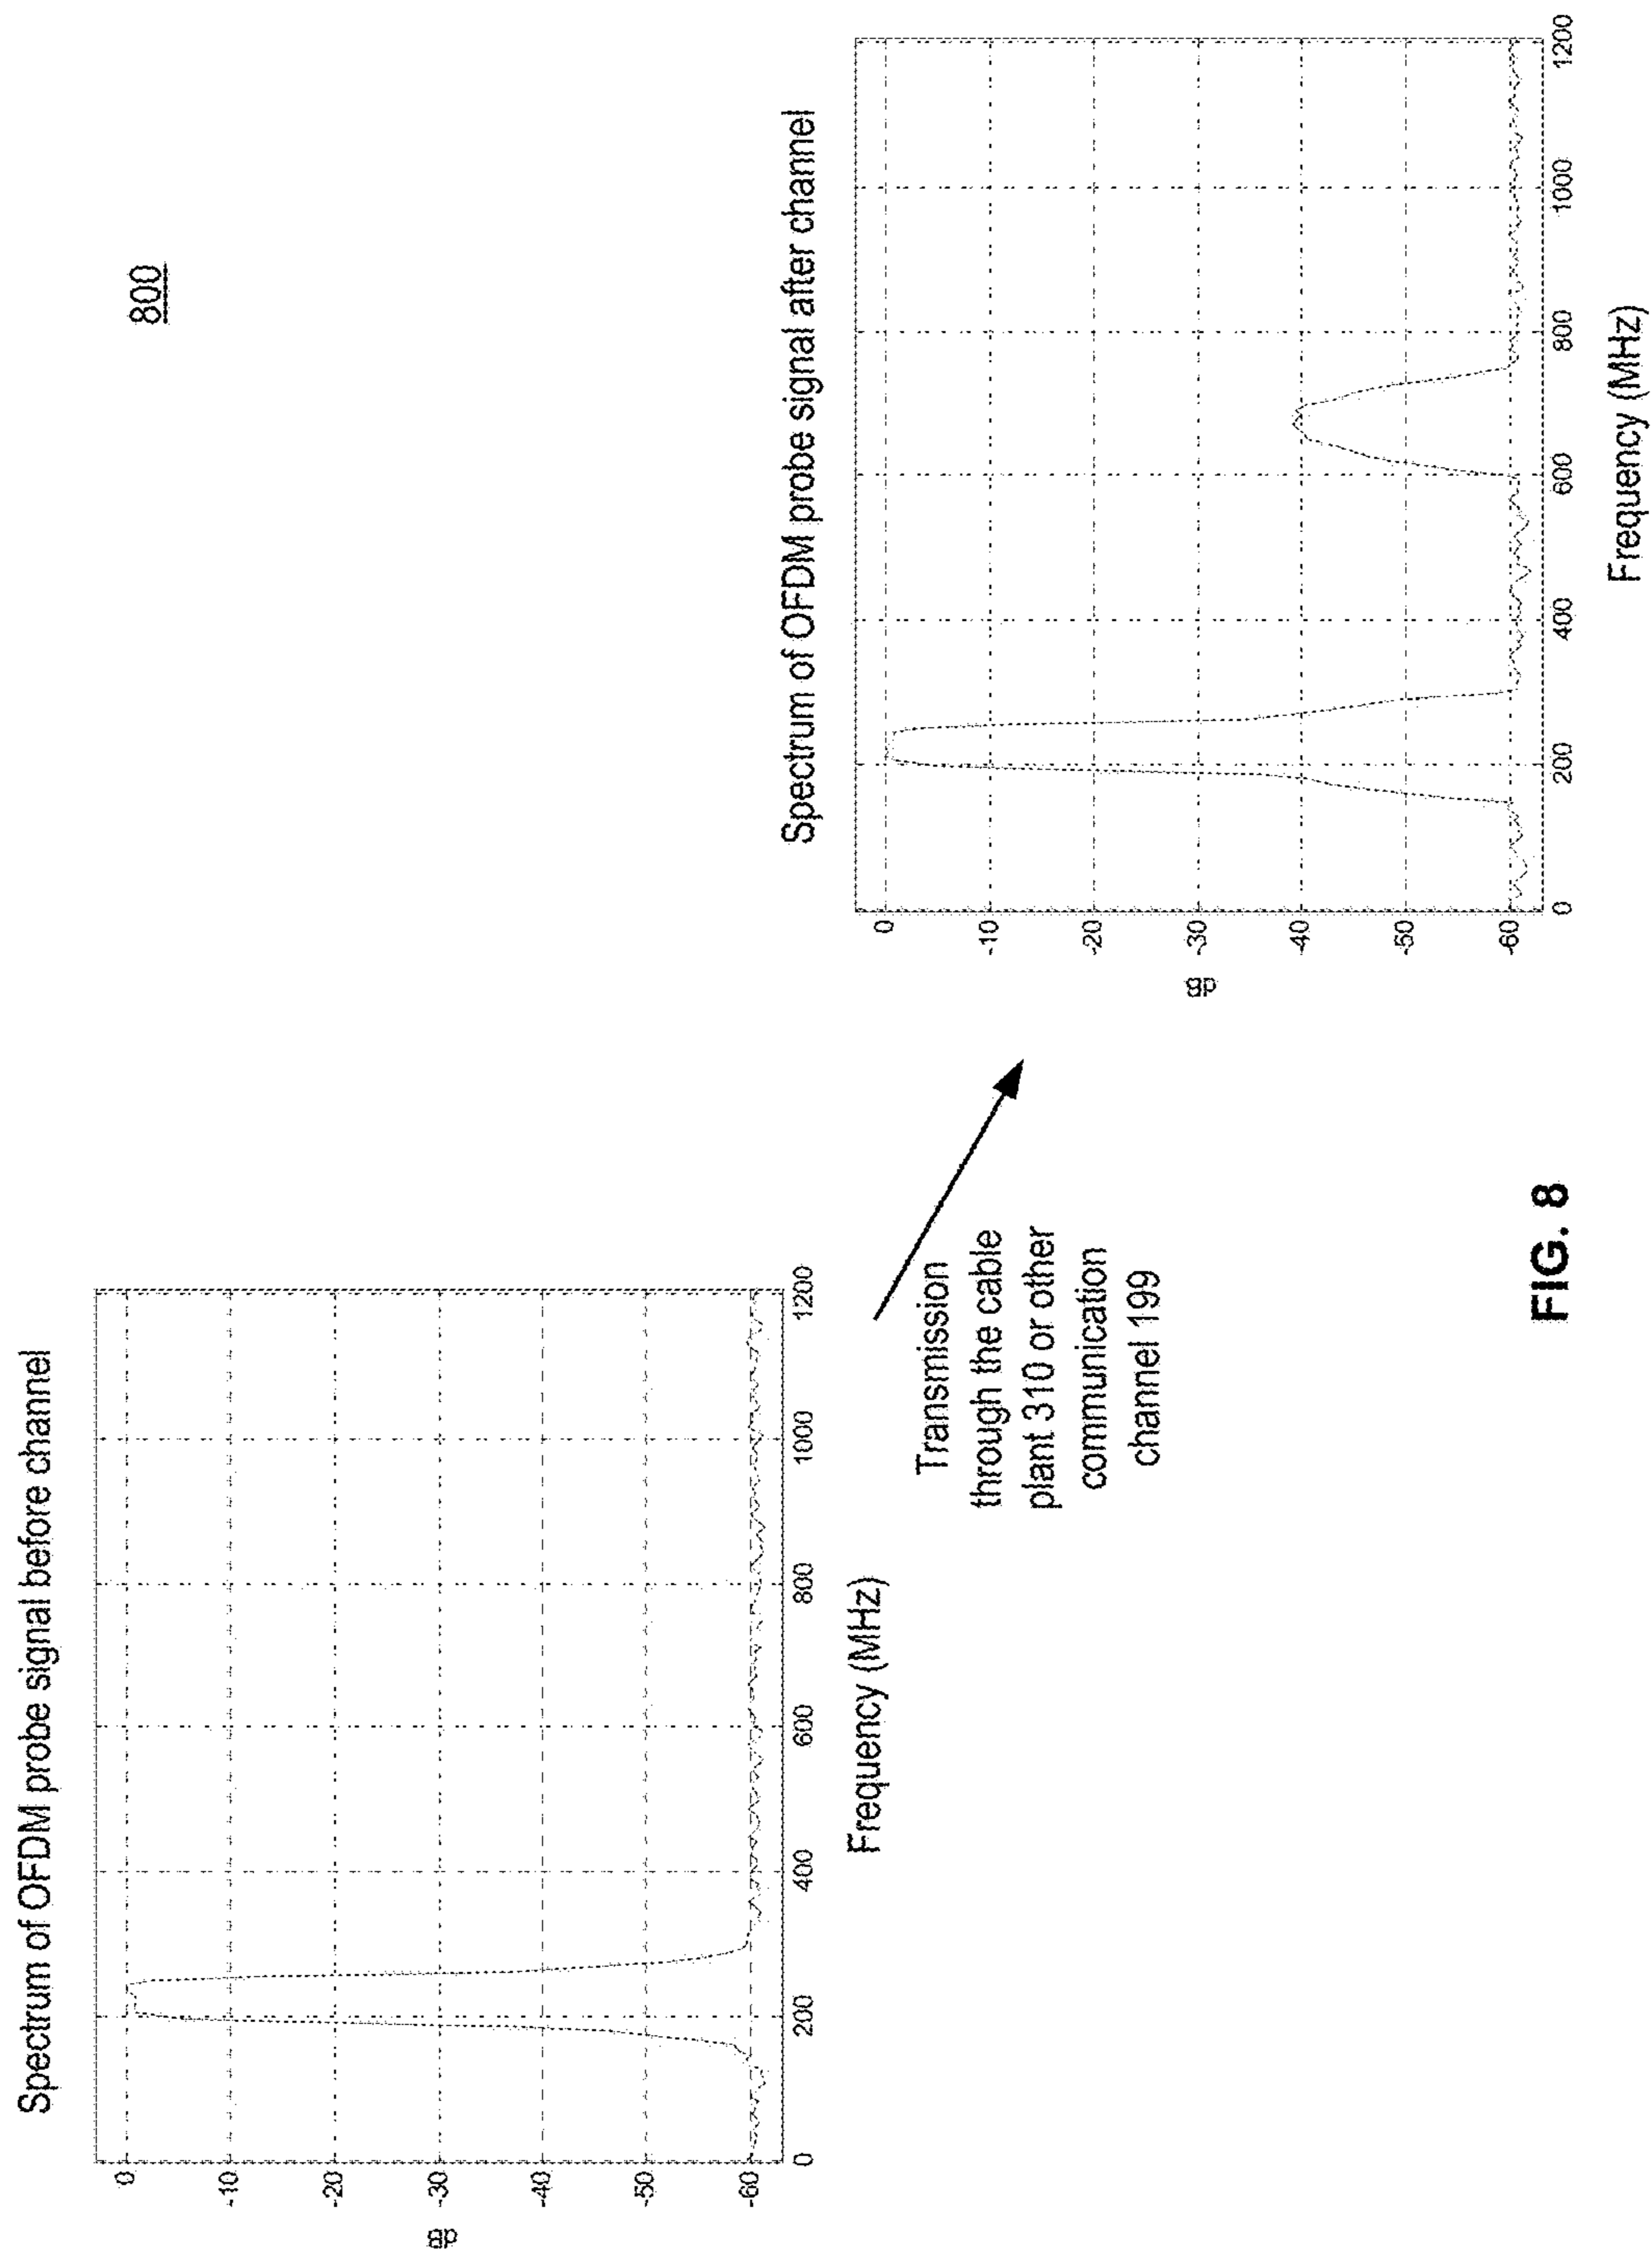 800
Spectrum of OFDM probe signal before channel
dB
0
-10
-20
-30
-40
-50
-60
0
200
400
600
800
1000
1200
Frequency (MHz)
Transmission
through the cable
plant 310 or other
communication
channel 199
Spectrum of OFDM probe signal after channel
dB
0
-10
-20
-30
-40
-50
-60
0
200
400
600
800
1000
1200
Frequency (MHz)
FIG. 8